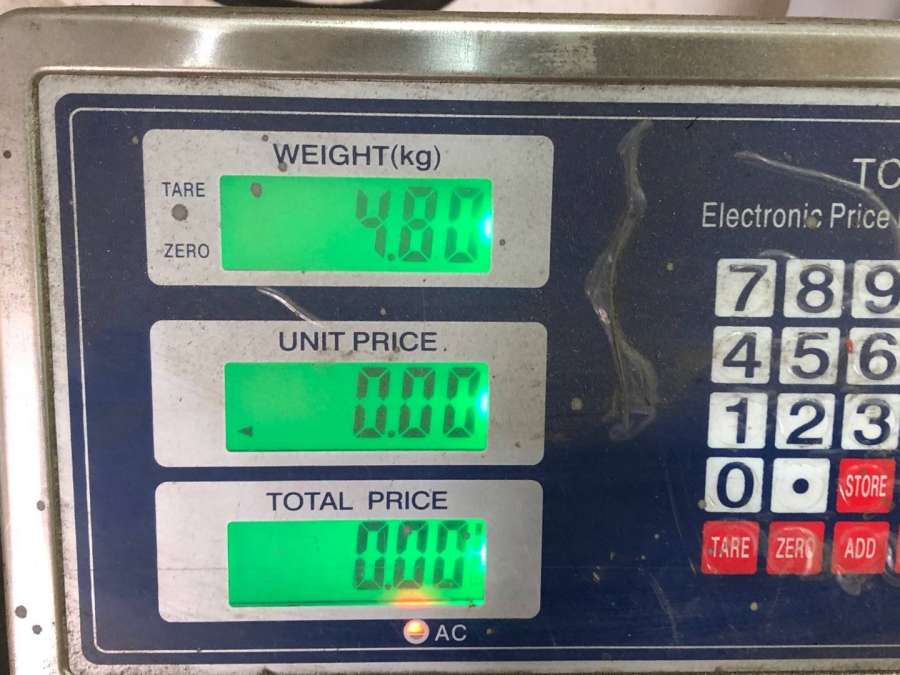 WEIGHT(kg)
TARE
4.80
ZERO
UNIT PRICE
0.00
TOTAL PRICE
0.00
AC
TC
Electronic Price
7 8 9
4 5 6
1 2 3
0 • STORE
TARE ZERO ADD